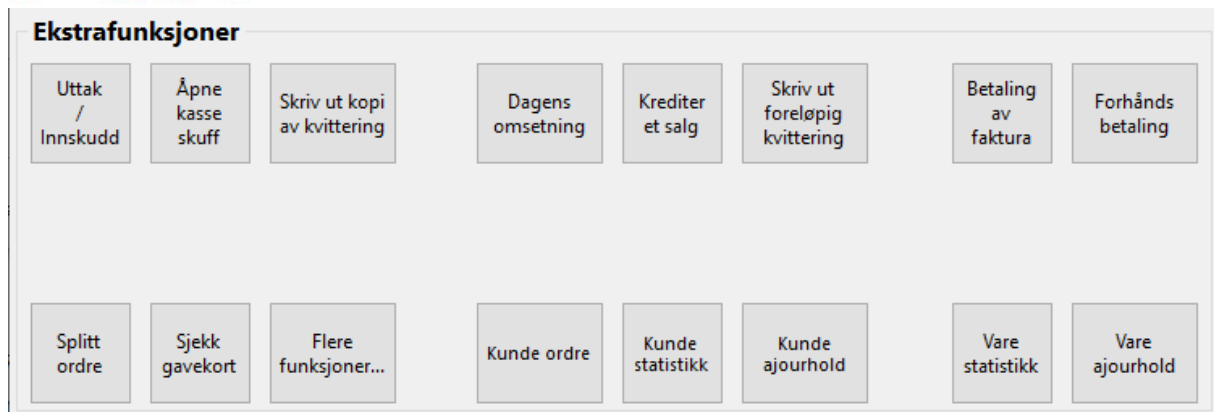 Ekstrafunksjoner
Uttak
/
Innskudd
Åpne
kasse
skuff
Skriv ut kopi
av kvittering
Dagens
omsetning
Krediter
et salg
Skriv ut
foreløpig
kvittering
Betaling
av
faktura
Forhånds
betaling
Splitt
ordre
Sjekk
gavekort
Flere
funksjoner...
Kunde ordre
Kunde
statistikk
Kunde
ajourhold
Vare
statistikk
Vare
ajourhold